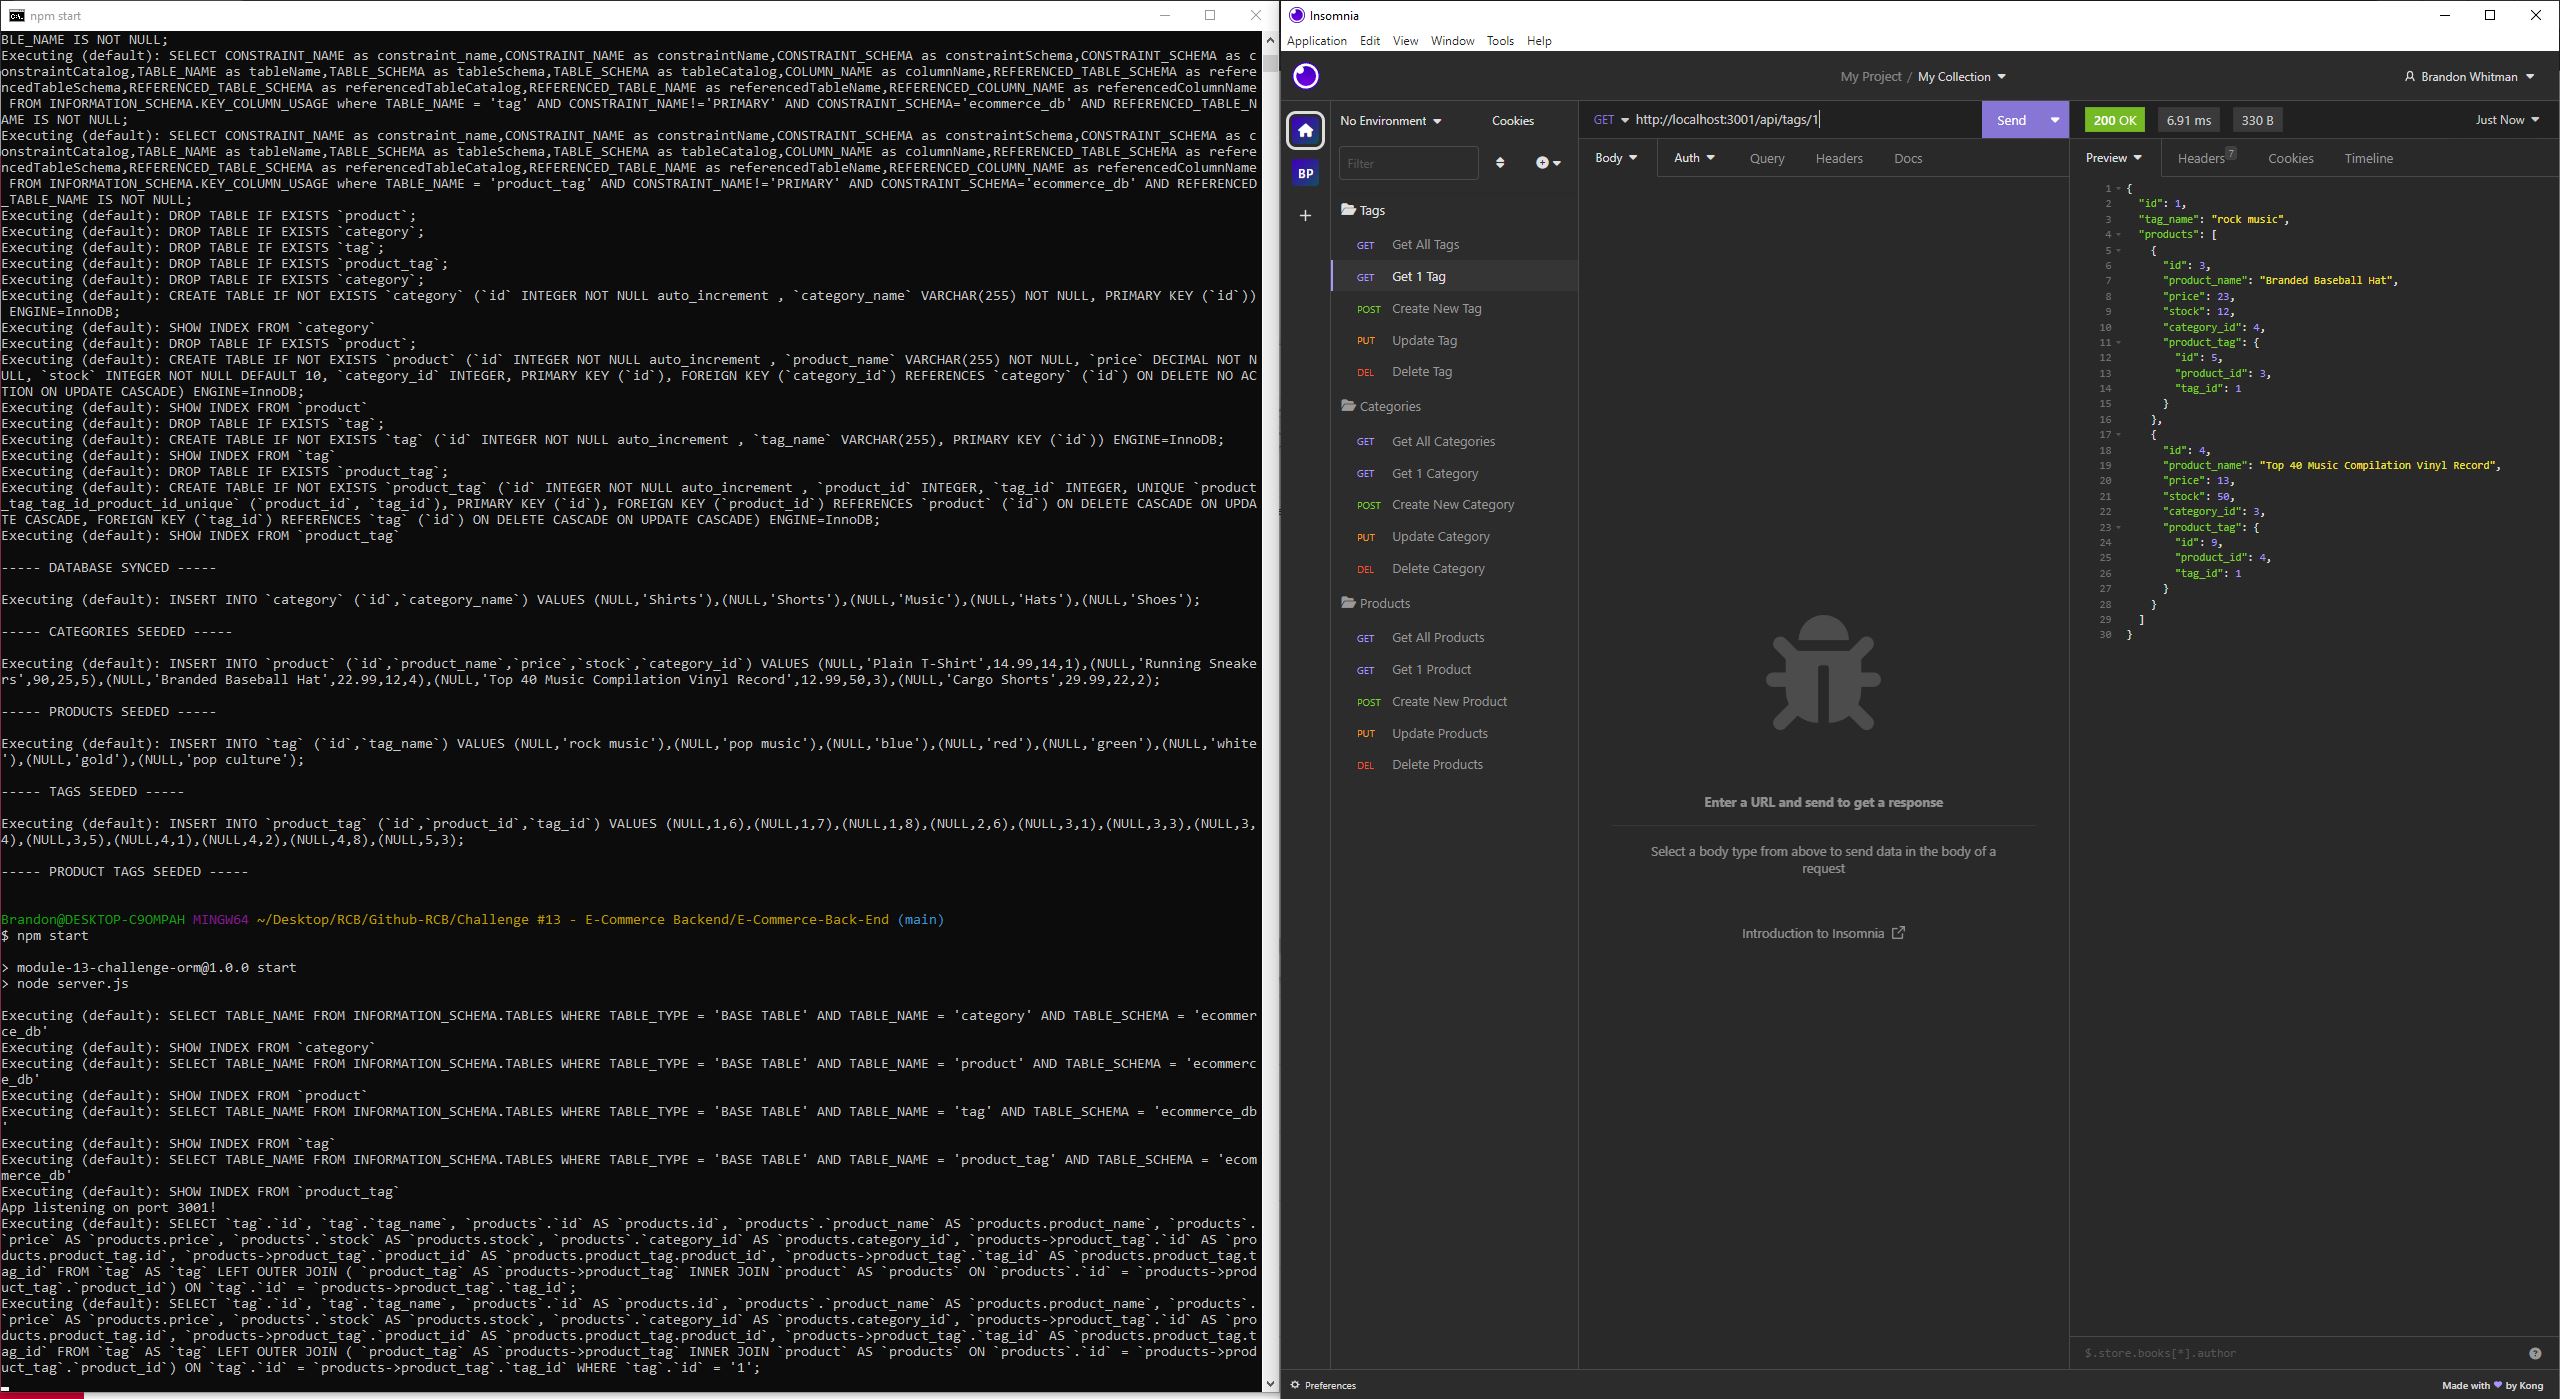 npm start
BLE_NAME IS NOT NULL;
Executing (default): SELECT CONSTRAINT_NAME as constraint_name,CONSTRAINT_NAME as constraintName,CONSTRAINT_SCHEMA as constraintSchema,CONSTRAINT_SCHEMA as c
onstraintCatalog,TABLE_NAME as tableName,TABLE_SCHEMA as tableSchema,TABLE_SCHEMA as tableCatalog,COLUMN_NAME as columnName,REFERENCED_TABLE_SCHEMA as refere
ncedTableSchema,REFERENCED_TABLE_SCHEMA as referencedTableCatalog,REFERENCED_TABLE_NAME as referencedTableName,REFERENCED_COLUMN_NAME as referencedColumnName
 FROM INFORMATION_SCHEMA.KEY_COLUMN_USAGE where TABLE_NAME = 'tag' AND CONSTRAINT_NAME!='PRIMARY' AND CONSTRAINT_SCHEMA='ecommerce_db' AND REFERENCED_TABLE_N
AME IS NOT NULL;
Executing (default): SELECT CONSTRAINT_NAME as constraint_name,CONSTRAINT_NAME as constraintName,CONSTRAINT_SCHEMA as constraintSchema,CONSTRAINT_SCHEMA as c
onstraintCatalog,TABLE_NAME as tableName,TABLE_SCHEMA as tableSchema,TABLE_SCHEMA as tableCatalog,COLUMN_NAME as columnName,REFERENCED_TABLE_SCHEMA as refere
ncedTableSchema,REFERENCED_TABLE_SCHEMA as referencedTableCatalog,REFERENCED_TABLE_NAME as referencedTableName,REFERENCED_COLUMN_NAME as referencedColumnName
 FROM INFORMATION_SCHEMA.KEY_COLUMN_USAGE where TABLE_NAME = 'product_tag' AND CONSTRAINT_NAME!='PRIMARY' AND CONSTRAINT_SCHEMA='ecommerce_db' AND REFERENCED
_TABLE_NAME IS NOT NULL;
Executing (default): DROP TABLE IF EXISTS `product`;
Executing (default): DROP TABLE IF EXISTS `category`;
Executing (default): DROP TABLE IF EXISTS `tag`;
Executing (default): DROP TABLE IF EXISTS `product_tag`;
Executing (default): DROP TABLE IF EXISTS `category`;
Executing (default): CREATE TABLE IF NOT EXISTS `category` (`id` INTEGER NOT NULL auto_increment , `category_name` VARCHAR(255) NOT NULL, PRIMARY KEY (`id`))
 ENGINE=InnoDB;
Executing (default): SHOW INDEX FROM `category`
Executing (default): DROP TABLE IF EXISTS `product`;
Executing (default): CREATE TABLE IF NOT EXISTS `product` (`id` INTEGER NOT NULL auto_increment , `product_name` VARCHAR(255) NOT NULL, `price` DECIMAL NOT N
ULL, `stock` INTEGER NOT NULL DEFAULT 10, `category_id` INTEGER, PRIMARY KEY (`id`), FOREIGN KEY (`category_id`) REFERENCES `category` (`id`) ON DELETE NO AC
TION ON UPDATE CASCADE) ENGINE=InnoDB;
Executing (default): SHOW INDEX FROM `product`
Executing (default): DROP TABLE IF EXISTS `tag`;
Executing (default): CREATE TABLE IF NOT EXISTS `tag` (`id` INTEGER NOT NULL auto_increment , `tag_name` VARCHAR(255), PRIMARY KEY (`id`)) ENGINE=InnoDB;
Executing (default): SHOW INDEX FROM `tag`
Executing (default): DROP TABLE IF EXISTS `product_tag`;
Executing (default): CREATE TABLE IF NOT EXISTS `product_tag` (`id` INTEGER NOT NULL auto_increment , `product_id` INTEGER, `tag_id` INTEGER, UNIQUE `product
_tag_tag_id_product_id_unique` (`product_id`, `tag_id`), PRIMARY KEY (`id`), FOREIGN KEY (`product_id`) REFERENCES `product` (`id`) ON DELETE CASCADE ON UPDA
TE CASCADE, FOREIGN KEY (`tag_id`) REFERENCES `tag` (`id`) ON DELETE CASCADE ON UPDATE CASCADE) ENGINE=InnoDB;
Executing (default): SHOW INDEX FROM `product_tag`
----- DATABASE SYNCED -----
Executing (default): INSERT INTO `category` (`id`,`category_name`) VALUES (NULL,'Shirts'),(NULL,'Shorts'),(NULL,'Music'),(NULL,'Hats'),(NULL,'Shoes');
----- CATEGORIES SEEDED -----
Executing (default): INSERT INTO `product` (`id`,`product_name`,`price`,`stock`,`category_id`) VALUES (NULL,'Plain T-Shirt',14.99,14,1),(NULL,'Running Sneake
rs',90,25,5),(NULL,'Branded Baseball Hat',22.99,12,4),(NULL,'Top 40 Music Compilation Vinyl Record',12.99,50,3),(NULL,'Cargo Shorts',29.99,22,2);
----- PRODUCTS SEEDED -----
Executing (default): INSERT INTO `tag` (`id`,`tag_name`) VALUES (NULL,'rock music'),(NULL,'pop music'),(NULL,'blue'),(NULL,'red'),(NULL,'green'),(NULL,'white
'),(NULL,'gold'),(NULL,'pop culture');
----- TAGS SEEDED -----
Executing (default): INSERT INTO `product_tag` (`id`,`product_id`,`tag_id`) VALUES (NULL,1,6),(NULL,1,7),(NULL,1,8),(NULL,2,6),(NULL,3,1),(NULL,3,3),(NULL,3,
4),(NULL,3,5),(NULL,4,1),(NULL,4,2),(NULL,4,8),(NULL,5,3);
----- PRODUCT TAGS SEEDED -----
Brandon@DESKTOP-C9OMPAH MINGW64 ~/Desktop/RCB/Github-RCB/Challenge #13 - E-Commerce Backend/E-Commerce-Back-End (main)
$ npm start
> module-13-challenge-orm@1.0.0 start
> node server.js
Executing (default): SELECT TABLE_NAME FROM INFORMATION_SCHEMA.TABLES WHERE TABLE_TYPE = 'BASE TABLE' AND TABLE_NAME = 'category' AND TABLE_SCHEMA = 'ecommer
ce_db'
Executing (default): SHOW INDEX FROM `category`
Executing (default): SELECT TABLE_NAME FROM INFORMATION_SCHEMA.TABLES WHERE TABLE_TYPE = 'BASE TABLE' AND TABLE_NAME = 'product' AND TABLE_SCHEMA = 'ecommerc
e_db'
Executing (default): SHOW INDEX FROM `product`
Executing (default): SELECT TABLE_NAME FROM INFORMATION_SCHEMA.TABLES WHERE TABLE_TYPE = 'BASE TABLE' AND TABLE_NAME = 'tag' AND TABLE_SCHEMA = 'ecommerce_db
'
Executing (default): SHOW INDEX FROM `tag`
Executing (default): SELECT TABLE_NAME FROM INFORMATION_SCHEMA.TABLES WHERE TABLE_TYPE = 'BASE TABLE' AND TABLE_NAME = 'product_tag' AND TABLE_SCHEMA = 'ecom
merce_db'
Executing (default): SHOW INDEX FROM `product_tag`
App listening on port 3001!
Executing (default): SELECT `tag`.`id`, `tag`.`tag_name`, `products`.`id` AS `products.id`, `products`.`product_name` AS `products.product_name`, `products`.
`price` AS `products.price`, `products`.`stock` AS `products.stock`, `products`.`category_id` AS `products.category_id`, `products->product_tag`.`id` AS `pro
ducts.product_tag.id`, `products->product_tag`.`product_id` AS `products.product_tag.product_id`, `products->product_tag`.`tag_id` AS `products.product_tag.t
ag_id` FROM `tag` AS `tag` LEFT OUTER JOIN ( `product_tag` AS `products->product_tag` INNER JOIN `product` AS `products` ON `products`.`id` = `products->prod
uct_tag`.`product_id`) ON `tag`.`id` = `products->product_tag`.`tag_id`;
Executing (default): SELECT `tag`.`id`, `tag`.`tag_name`, `products`.`id` AS `products.id`, `products`.`product_name` AS `products.product_name`, `products`.
`price` AS `products.price`, `products`.`stock` AS `products.stock`, `products`.`category_id` AS `products.category_id`, `products->product_tag`.`id` AS `pro
ducts.product_tag.id`, `products->product_tag`.`product_id` AS `products.product_tag.product_id`, `products->product_tag`.`tag_id` AS `products.product_tag.t
ag_id` FROM `tag` AS `tag` LEFT OUTER JOIN ( `product_tag` AS `products->product_tag` INNER JOIN `product` AS `products` ON `products`.`id` = `products->prod
uct_tag`.`product_id`) ON `tag`.`id` = `products->product_tag`.`tag_id` WHERE `tag`.`id` = '1';
Insomnia
Application Edit View Window Tools Help
My Project / My Collection
Brandon Whitman
BP
No Environment Cookies
Filter
Tags
GET Get All Tags
GET Get 1 Tag
POST Create New Tag
PUT Update Tag
DEL Delete Tag
Categories
GET Get All Categories
GET Get 1 Category
POST Create New Category
PUT Update Category
DEL Delete Category
Products
GET Get All Products
GET Get 1 Product
POST Create New Product
PUT Update Products
DEL Delete Products
GET http://localhost:3001/api/tags/1 Send
Body Auth Query Headers Docs
Enter a URL and send to get a response
Select a body type from above to send data in the body of a
request
Introduction to Insomnia
200 OK 6.91 ms 330 B Just Now
Preview Headers 7 Cookies Timeline
1 {
2 "id": 1,
3 "tag_name": "rock music",
4 "products": [
5 {
6 "id": 3,
7 "product_name": "Branded Baseball Hat",
8 "price": 23,
9 "stock": 12,
10 "category_id": 4,
11 "product_tag": {
12 "id": 5,
13 "product_id": 3,
14 "tag_id": 1
15 }
16 },
17 {
18 "id": 4,
19 "product_name": "Top 40 Music Compilation Vinyl Record",
20 "price": 13,
21 "stock": 50,
22 "category_id": 3,
23 "product_tag": {
24 "id": 9,
25 "product_id": 4,
26 "tag_id": 1
27 }
28 }
29 ]
30 }
$.store.books[*].author
Preferences
Made with ♥ by Kong